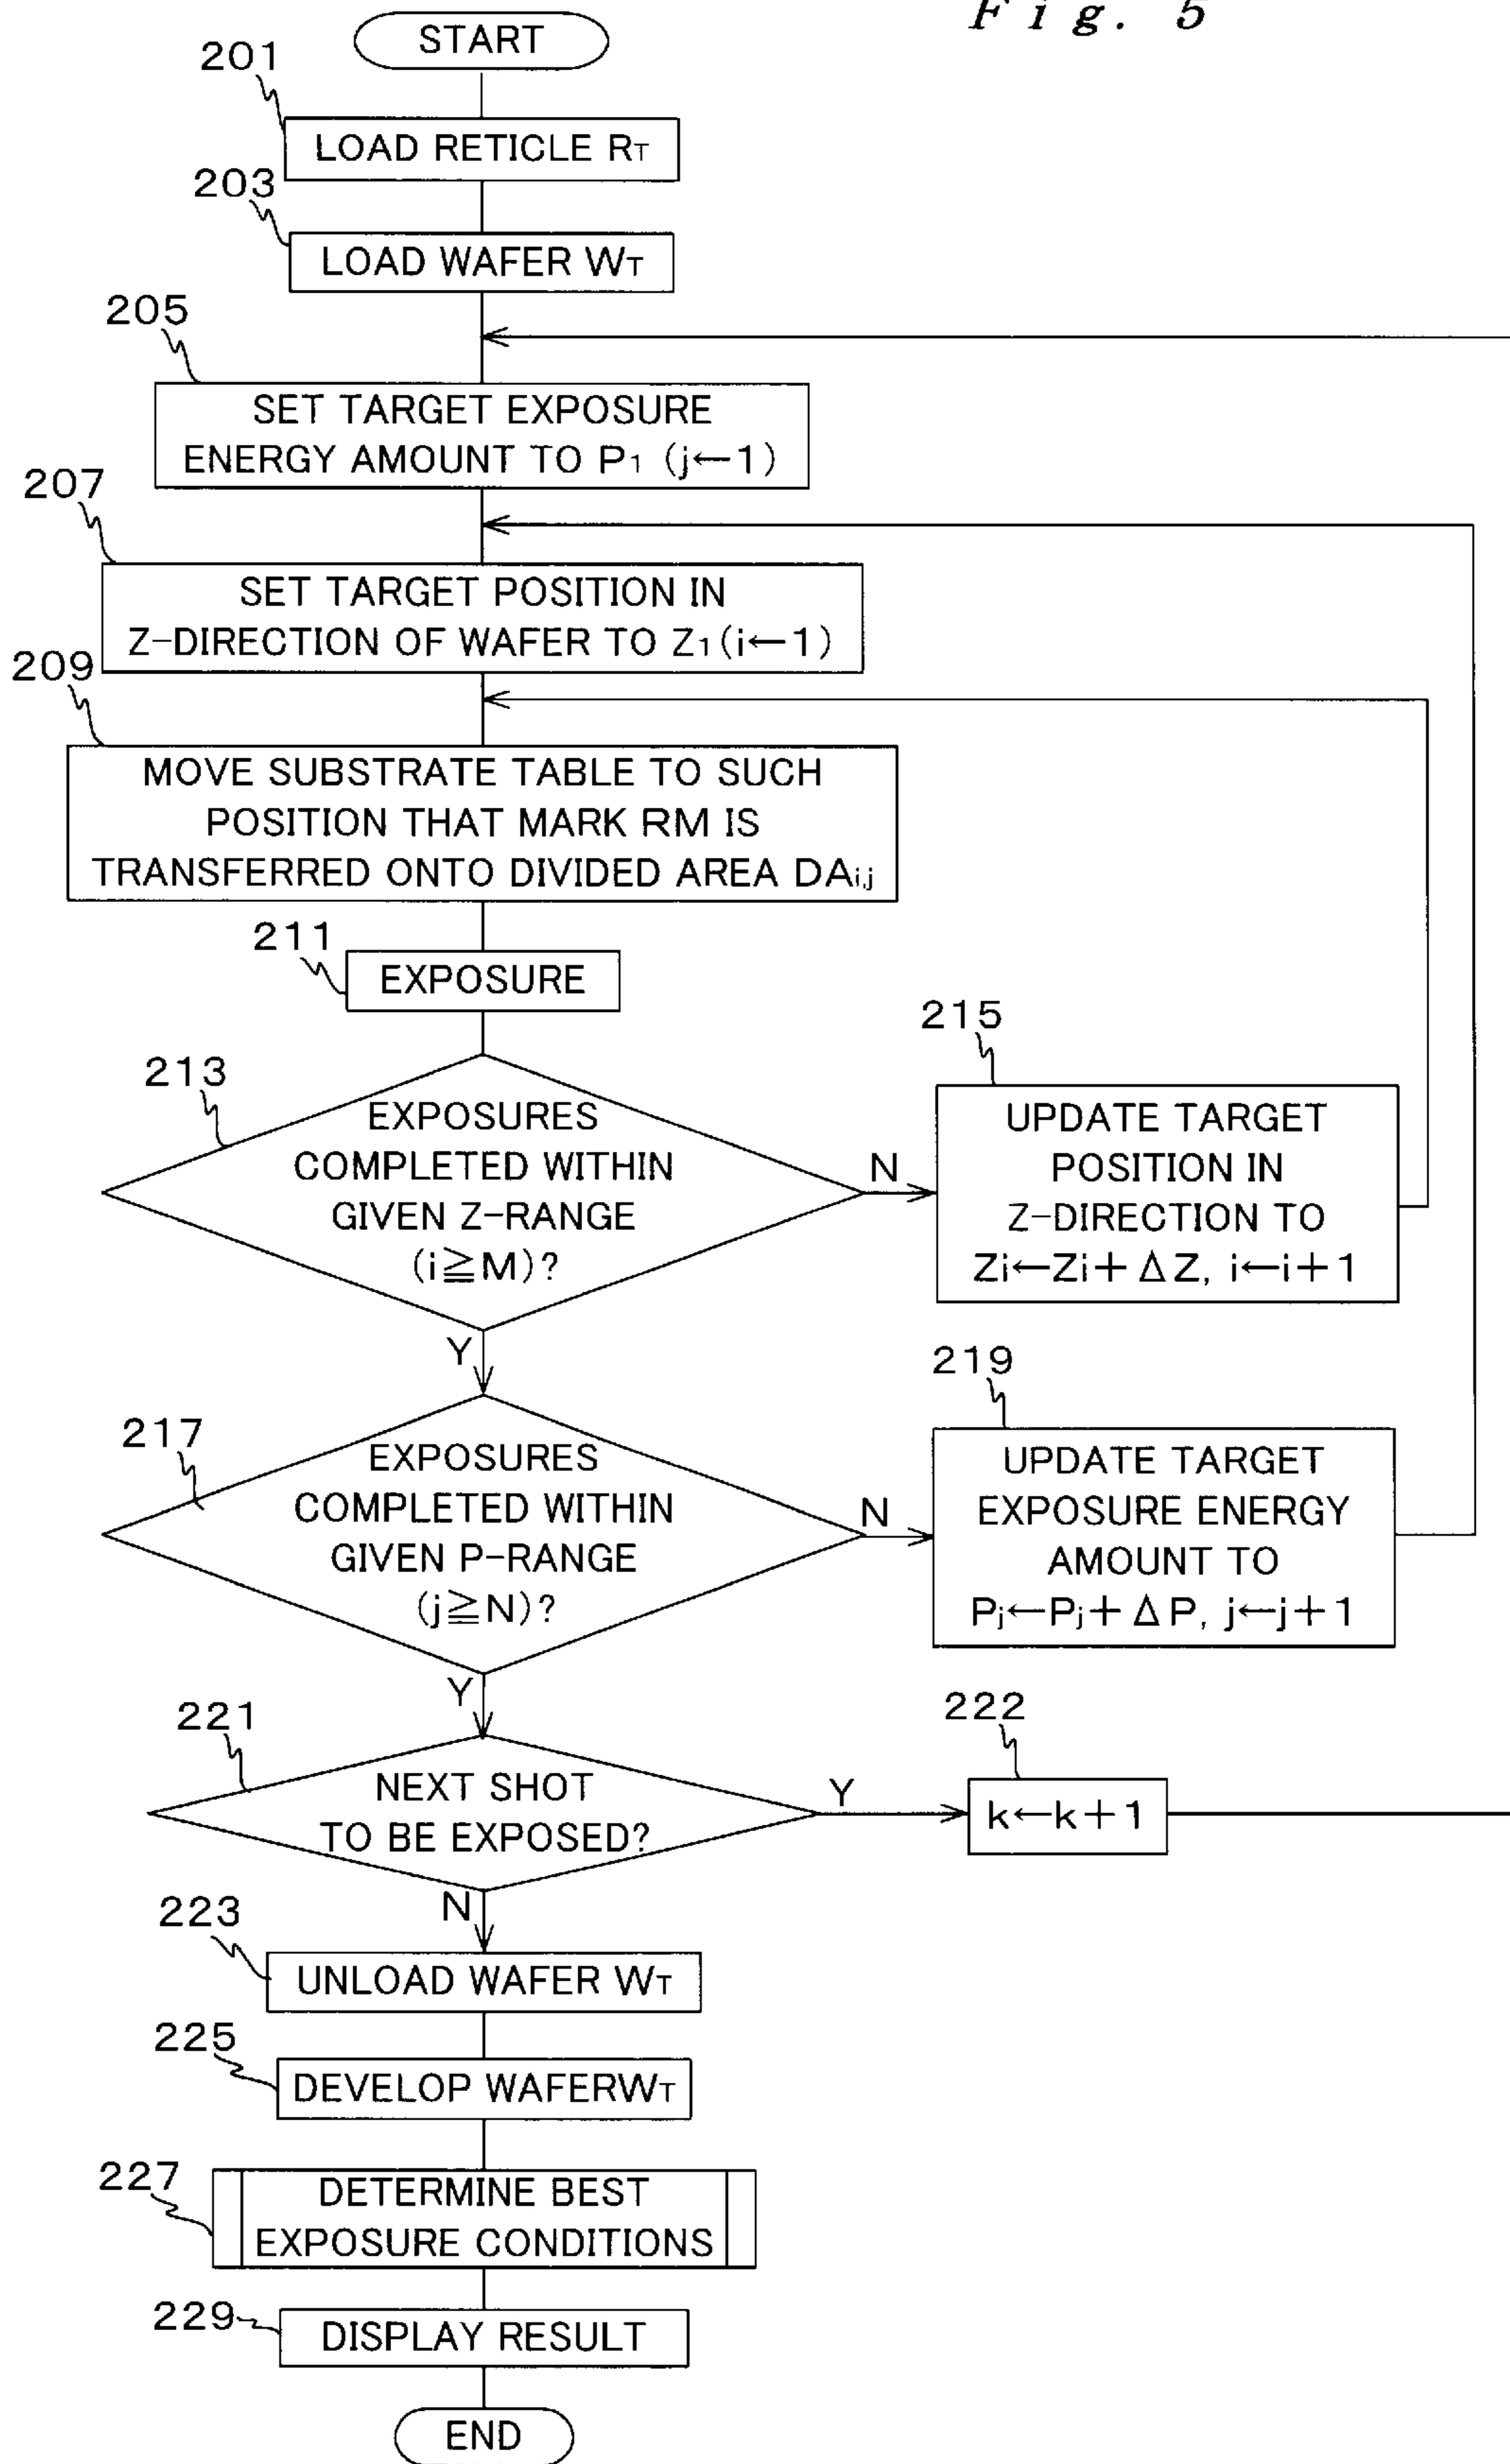 Fig. 5
START
201
LOAD RETICLE RT
203
LOAD WAFER WT
205
SET TARGET EXPOSURE
ENERGY AMOUNT TO P1 (j←1)
207
SET TARGET POSITION IN
Z-DIRECTION OF WAFER TO Z1(i←1)
209
MOVE SUBSTRATE TABLE TO SUCH
POSITION THAT MARK RM IS
TRANSFERRED ONTO DIVIDED AREA DAi,j
211
EXPOSURE
213
EXPOSURES
COMPLETED WITHIN
GIVEN Z-RANGE
(i≧M)?
N
215
UPDATE TARGET
POSITION IN
Z-DIRECTION TO
Zi←Zi+ΔZ, i←i+1
Y
217
EXPOSURES
COMPLETED WITHIN
GIVEN P-RANGE
(j≧N)?
N
219
UPDATE TARGET
EXPOSURE ENERGY
AMOUNT TO
Pj←Pj+ΔP, j←j+1
Y
221
NEXT SHOT
TO BE EXPOSED?
Y
222
k←k+1
N
223
UNLOAD WAFER WT
225
DEVELOP WAFERWT
227
DETERMINE BEST
EXPOSURE CONDITIONS
229
DISPLAY RESULT
END